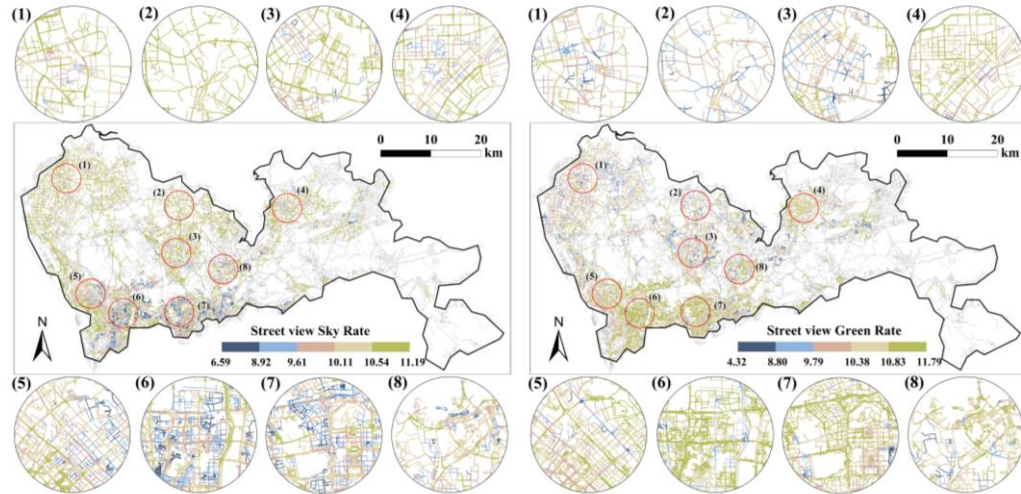 (1) (2) (3) (4)
0 10 20
km
(1)
(2)
(4)
(3)
(8)
(5)
(6)
(7)
N
Street view Sky Rate
6.59 8.92 9.61 10.11 10.54 11.19
(5) (6) (7) (8)
(1) (2) (3) (4)
0 10 20
km
(1)
(2)
(4)
(3)
(8)
(5)
(6)
(7)
N
Street view Green Rate
4.32 8.80 9.79 10.38 10.83 11.79
(5) (6) (7) (8)